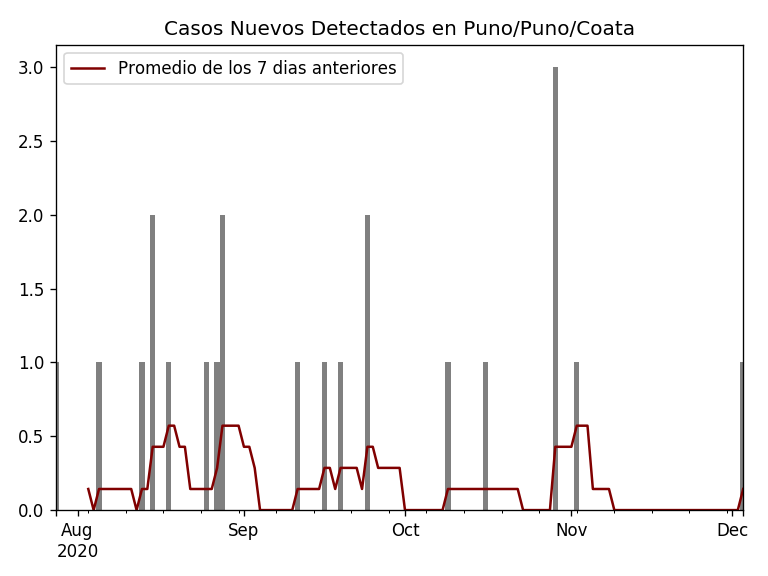 Casos Nuevos Detectados en Puno/Puno/Coata
Promedio de los 7 dias anteriores
3.0
2.5
2.0
1.5
1.0
0.5
0.0
Aug Sep Oct Nov Dec
2020